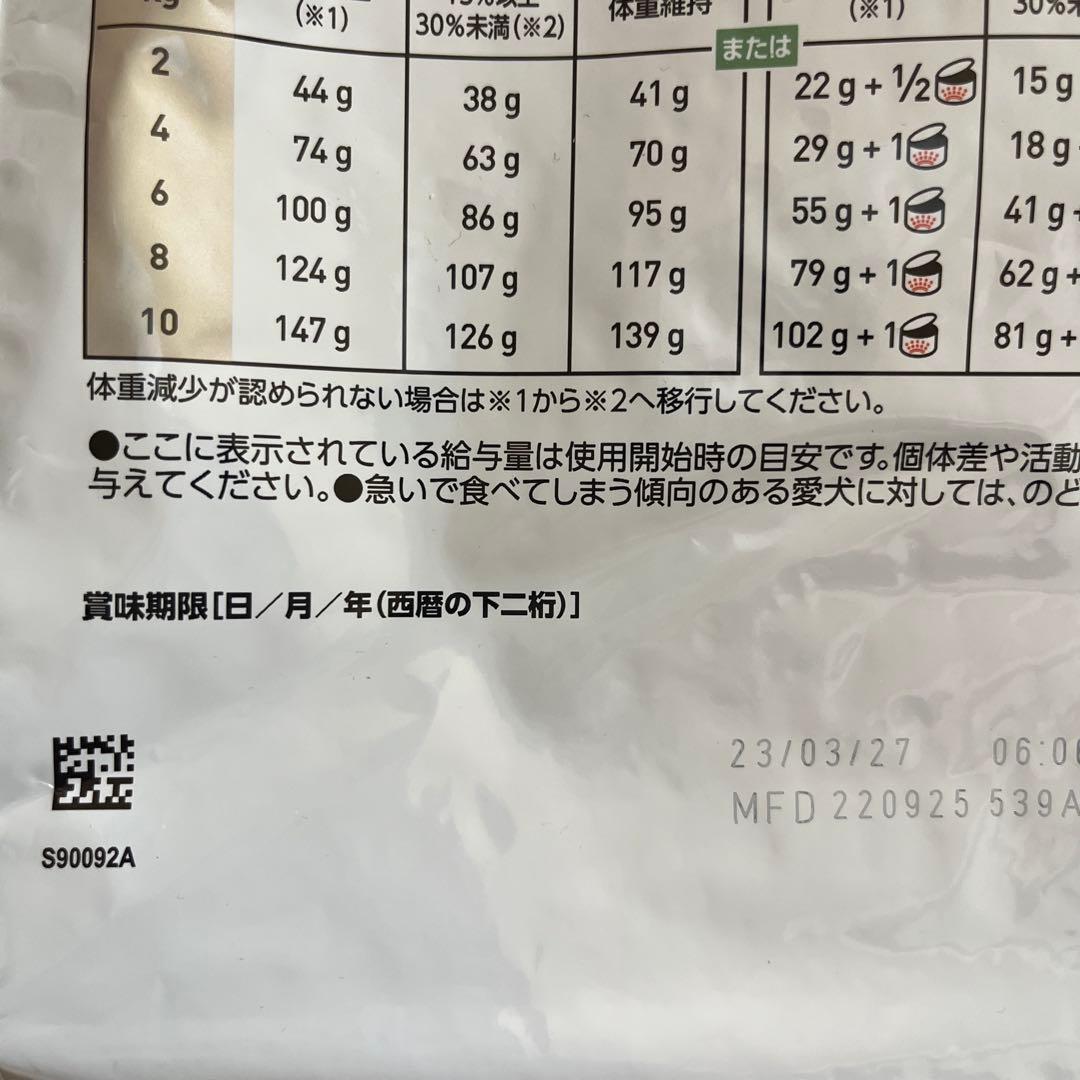 (※1) 30%未満(※2) 体重維持 (※1)
または
2 44 g 38 g 41 g 22 g + 1/2 15 g
4 74 g 63 g 70 g 29 g + 1 18 g
6 100 g 86 g 95 g 55 g + 1 41 g +
8 124 g 107 g 117 g 79 g + 1 62 g +
10 147 g 126 g 139 g 102 g + 1 81 g +
体重減少が認められない場合は※1から※2へ移行してください。
●ここに表示されている給与量は使用開始時の目安です。個体差や活動
与えてください。●急いで食べてしまう傾向のある愛犬に対しては、のど
賞味期限[日/月/年(西暦の下二桁)]
23/03/27 06:0
MFD 220925 539A
S90092A